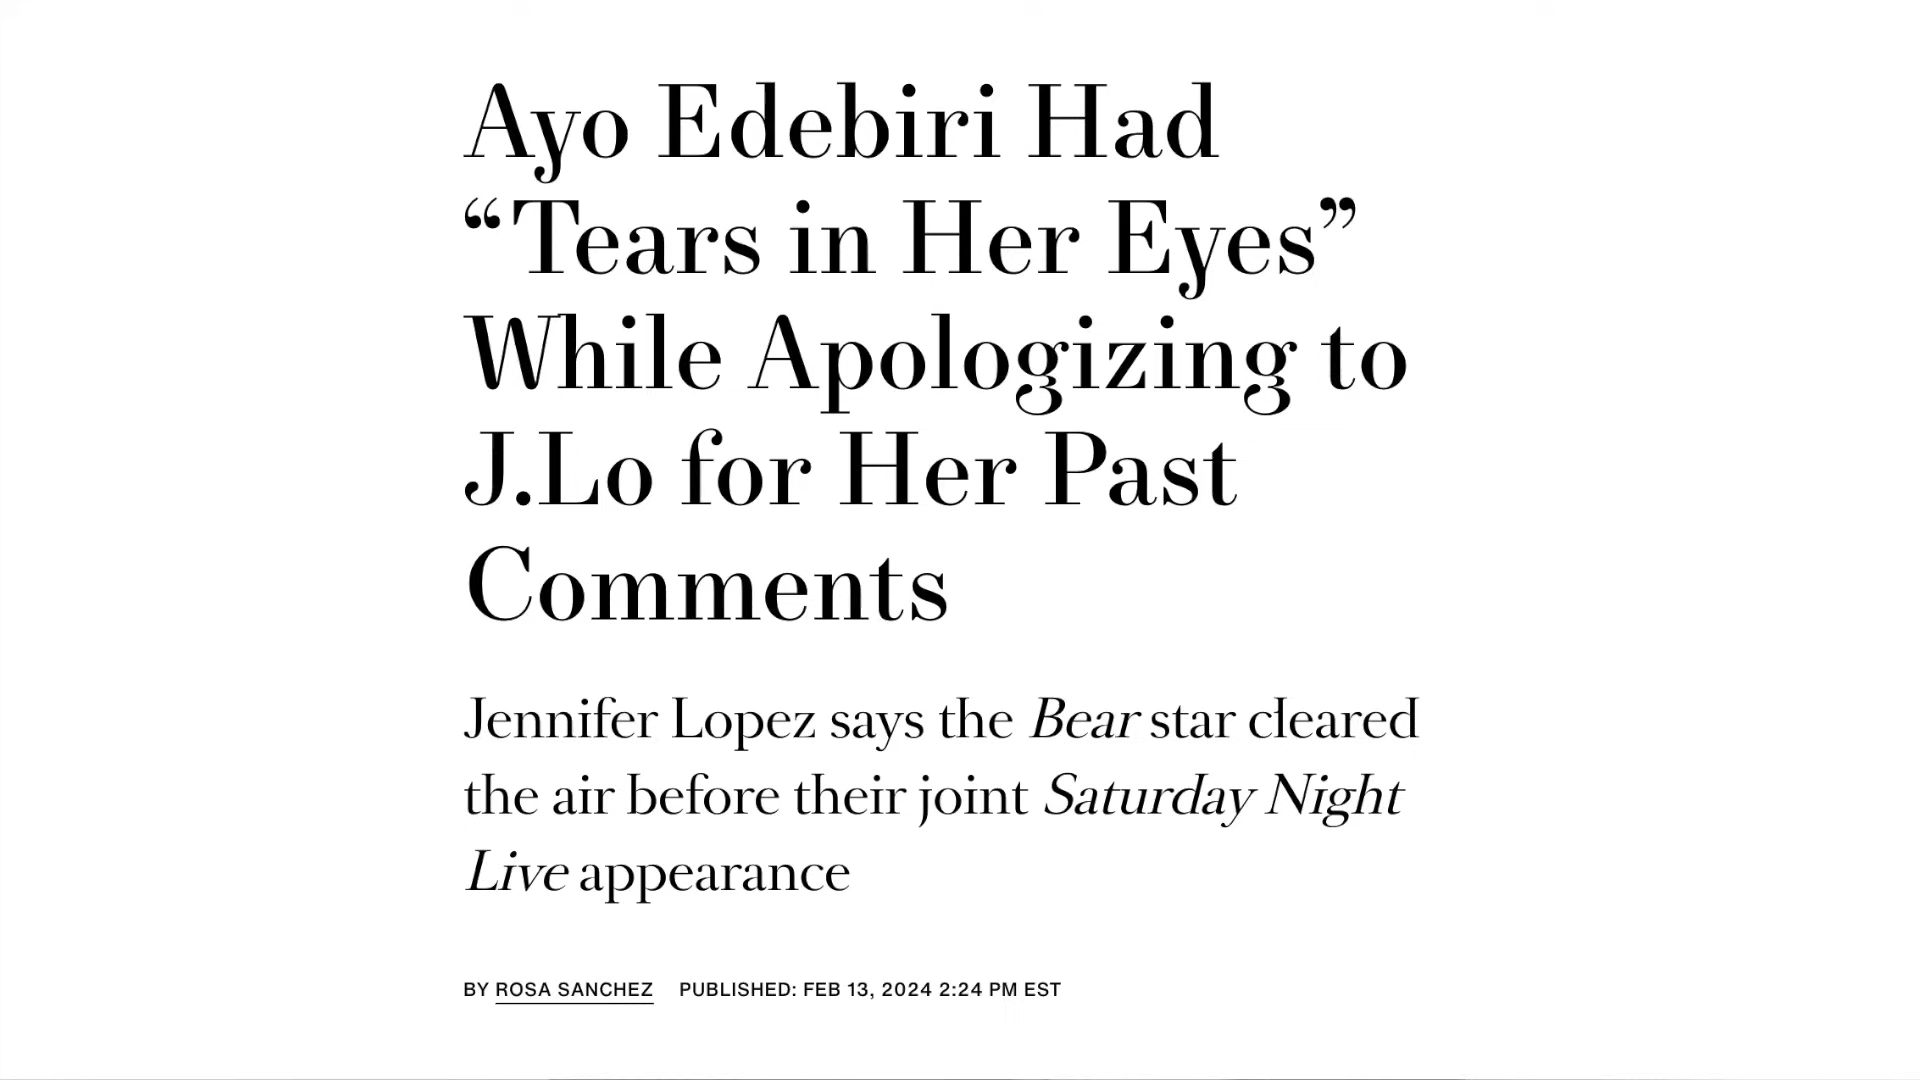 Ayo Edebiri Had
“Tears in Her Eyes”
While Apologizing to
J.Lo for Her Past
Comments
Jennifer Lopez says the Bear star cleared
the air before their joint Saturday Night
Live appearance
BY ROSA SANCHEZ PUBLISHED: FEB 13, 2024 2:24 PM EST